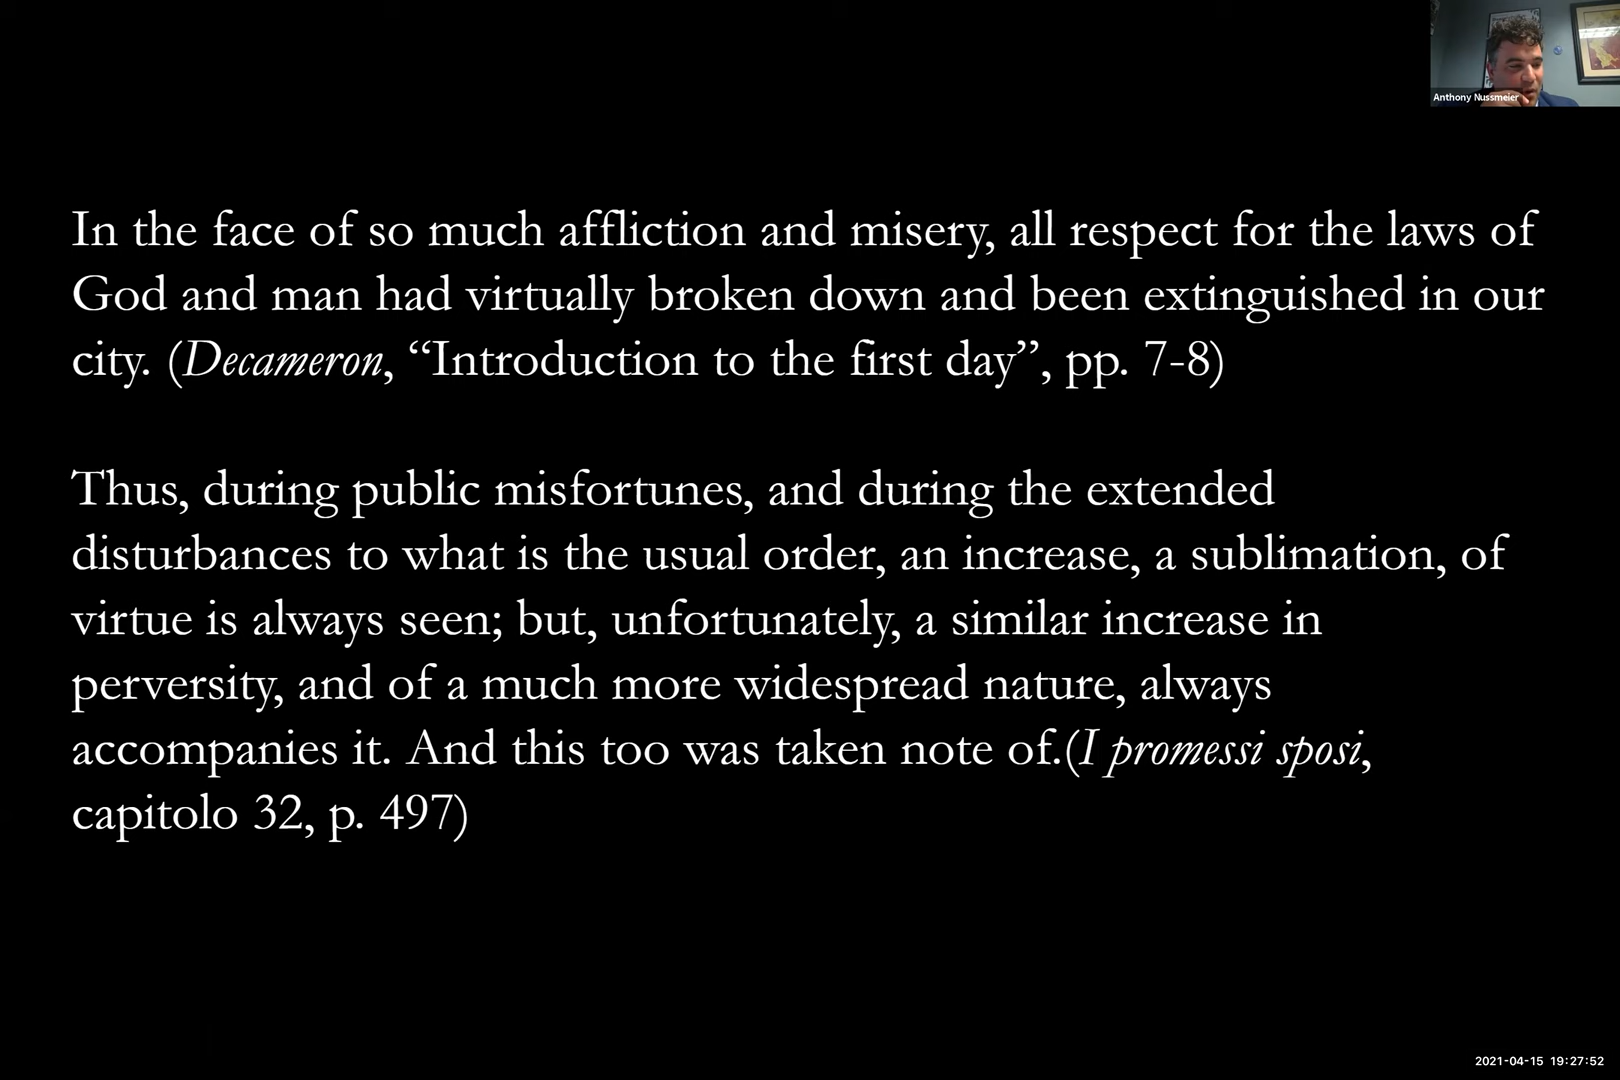 Anthony Nussmeier
In the face of so much affliction and misery, all respect for the laws of
God and man had virtually broken down and been extinguished in our
city. (Decameron, “Introduction to the first day”, pp. 7-8)
Thus, during public misfortunes, and during the extended
disturbances to what is the usual order, an increase, a sublimation, of
virtue is always seen; but, unfortunately, a similar increase in
perversity, and of a much more widespread nature, always
accompanies it. And this too was taken note of.(I promessi sposi,
capitolo 32, p. 497)
2021-04-15 19:27:52